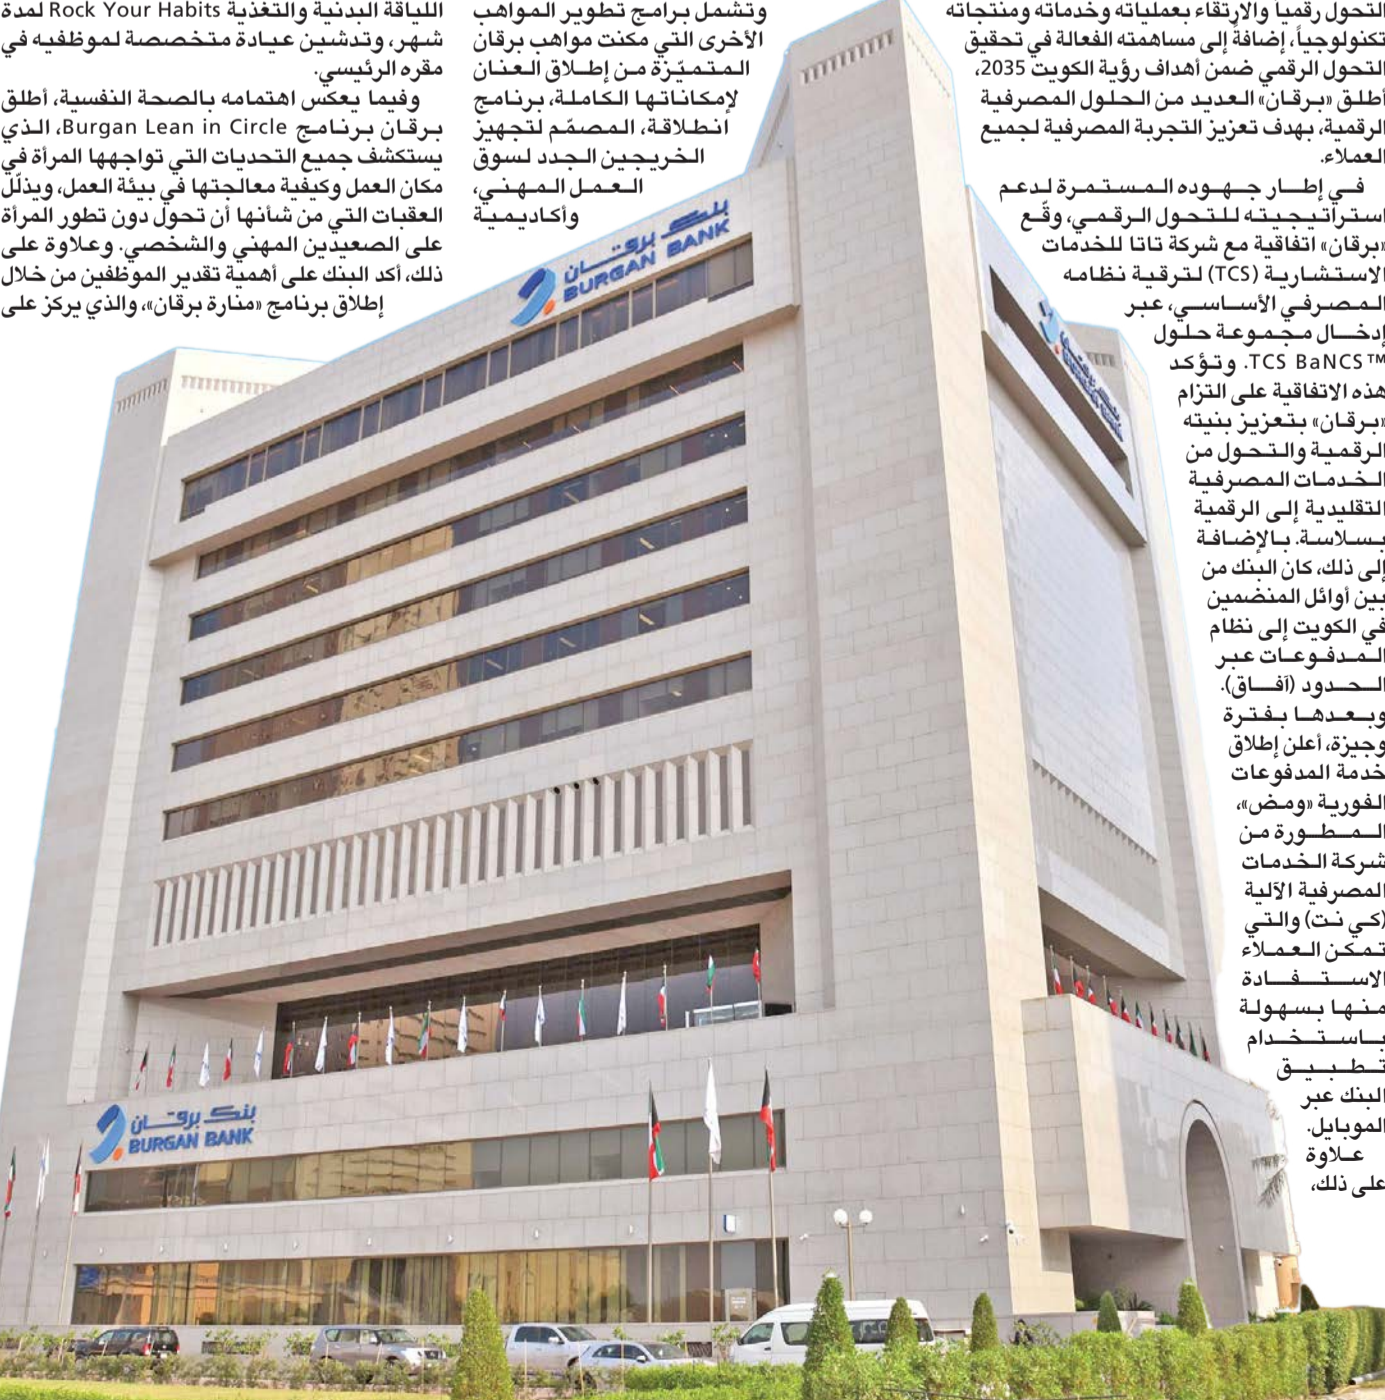 التحول رقمياً والارتقاء بعملياته وخدماته ومنتجاته
تكنولوجياً، إضافةً إلى مساهمته الفعالة في تحقيق
التحول الرقمي ضمن أهداف رؤية الكويت 2035،
أطلق «برقان» العديد من الحلول المصرفية
الرقمية، بهدف تعزيز التجربة المصرفية لجميع
العملاء.
في إطار جهوده المستمرة لدعم
استراتيجيته للتحول الرقمي، وقّع
«برقان» اتفاقية مع شركة تاتا للخدمات
الاستشارية (TCS) لترقية نظامه
المصرفي الأساسي، عبر
إدخال مجموعة حلول
TCS BaNCS™. وتؤكد
هذه الاتفاقية على التزام
«برقان» بتعزيز بنيته
الرقمية والتحول من
الخدمات المصرفية
التقليدية إلى الرقمية
بسلاسة. بالإضافة
إلى ذلك، كان البنك من
بين أوائل المنضمين
في الكويت إلى نظام
المدفوعات عبر
الحدود (آفاق).
وبعدها بفترة
وجيزة، أعلن إطلاق
خدمة المدفوعات
الفورية «ومض»،
المطورة من
شركة الخدمات
المصرفية الآلية
(كي نت) والتي
تمكن العملاء
الاستفادة
منها بسهولة
باستخدام
تطبيق
البنك عبر
الموبايل.
علاوة
على ذلك،
وتشمل برامج تطوير المواهب
الأخرى التي مكنت مواهب برقان
المتميّزة من إطلاق العنان
لإمكاناتها الكاملة، برنامج
انطلاقة، المصمّم لتجهيز
الخريجين الجدد لسوق
العمل المهني،
وأكاديمية
اللياقة البدنية والتغذية Rock Your Habits لمدة
شهر، وتدشين عيادة متخصصة لموظفيه في
مقره الرئيسي.
وفيما يعكس اهتمامه بالصحة النفسية، أطلق
برقان برنامج Burgan Lean in Circle، الذي
يستكشف جميع التحديات التي تواجهها المرأة في
مكان العمل وكيفية معالجتها في بيئة العمل، ويذلّل
العقبات التي من شأنها أن تحول دون تطور المرأة
على الصعيدين المهني والشخصي. وعلاوة على
ذلك، أكد البنك على أهمية تقدير الموظفين من خلال
إطلاق برنامج «منارة برقان»، والذي يركز على
بنك برقان
BURGAN BANK
بنك برقان
BURGAN BANK
بنك برقان
BURGAN BANK